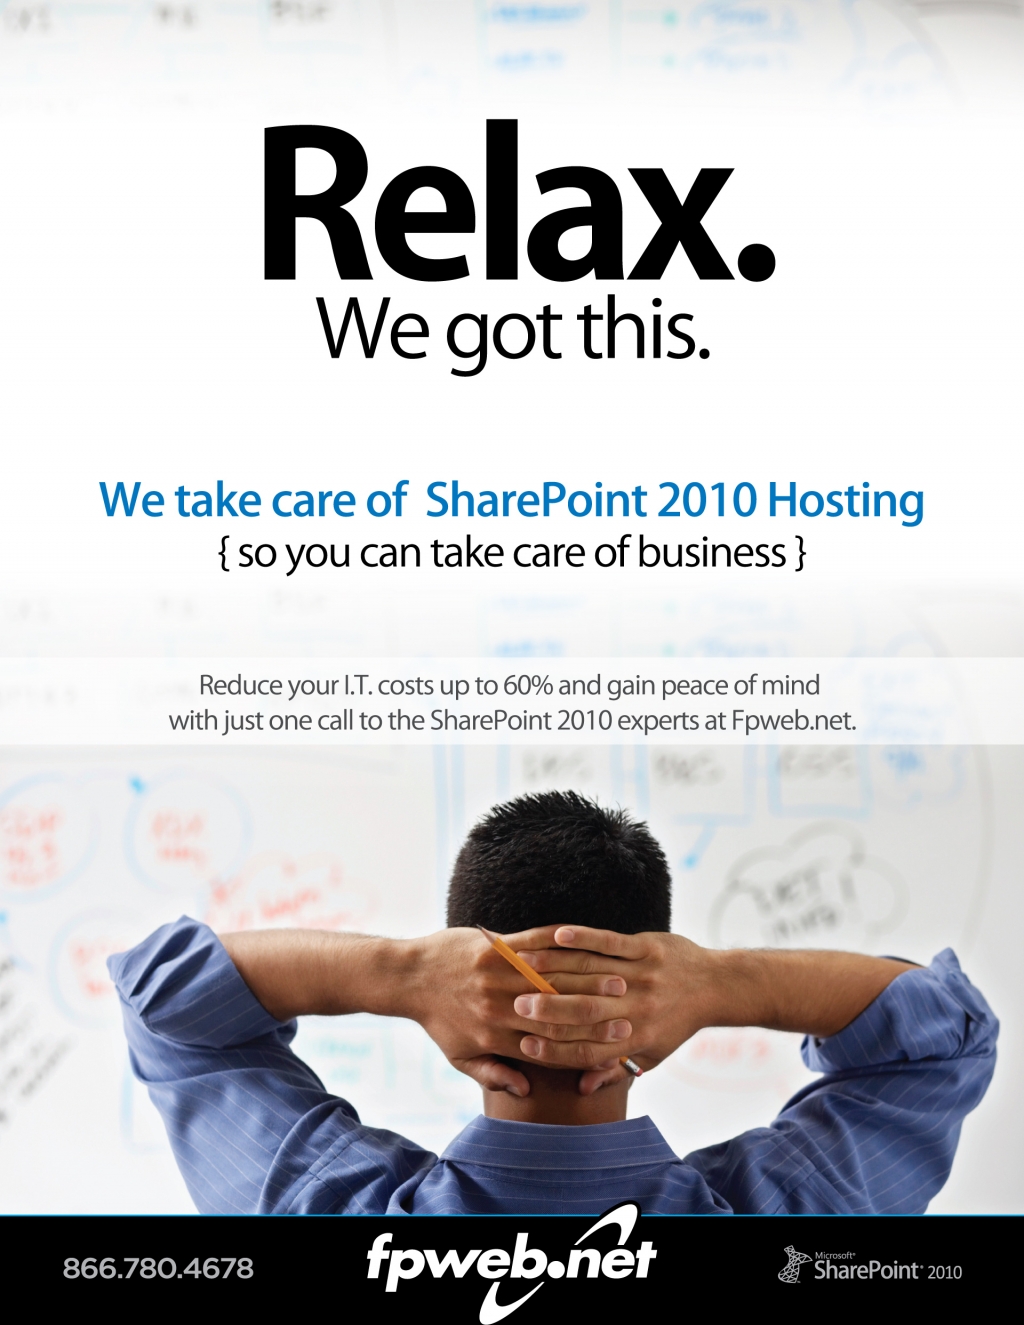 Relax.
We got this.
We take care of SharePoint 2010 Hosting
{ so you can take care of business }
Reduce your I.T. costs up to 60% and gain peace of mind
with just one call to the SharePoint 2010 experts at Fpweb.net.
866.780.4678
fpweb.net
Microsoft®
SharePoint® 2010